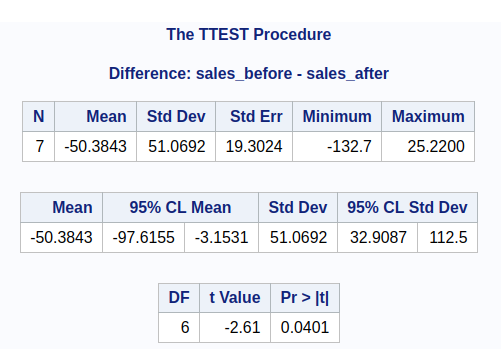 The TTEST Procedure
Difference: sales_before - sales_after
N Mean Std Dev Std Err Minimum Maximum
7 -50.3843 51.0692 19.3024 -132.7 25.2200
Mean 95% CL Mean Std Dev 95% CL Std Dev
-50.3843 -97.6155 -3.1531 51.0692 32.9087 112.5
DF t Value Pr > |t|
6 -2.61 0.0401